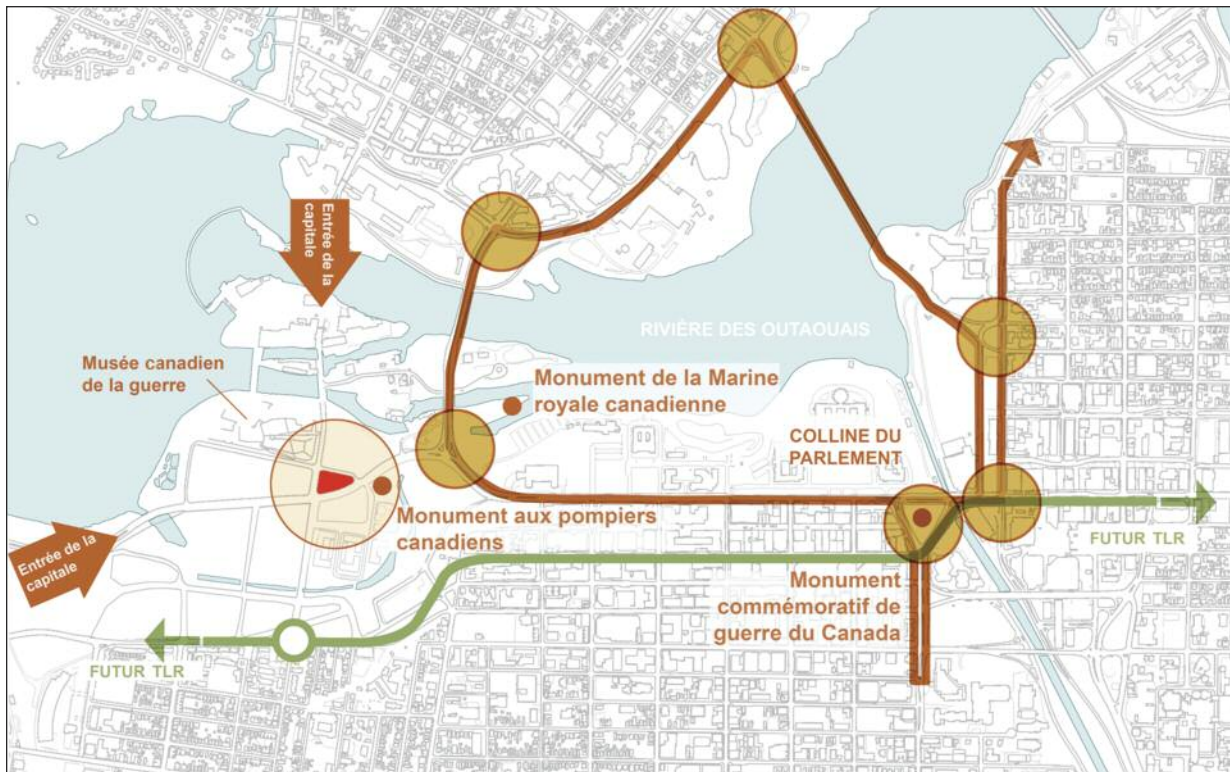 Entrée de la
capitale
RIVIÈRE DES OUTAOUAIS
Musée canadien
de la guerre
Monument de la Marine
royale canadienne
COLLINE DU
PARLEMENT
Monument aux pompiers
canadiens
Entrée de la
capitale
FUTUR TLR
Monument
commémoratif de
guerre du Canada
FUTUR TLR